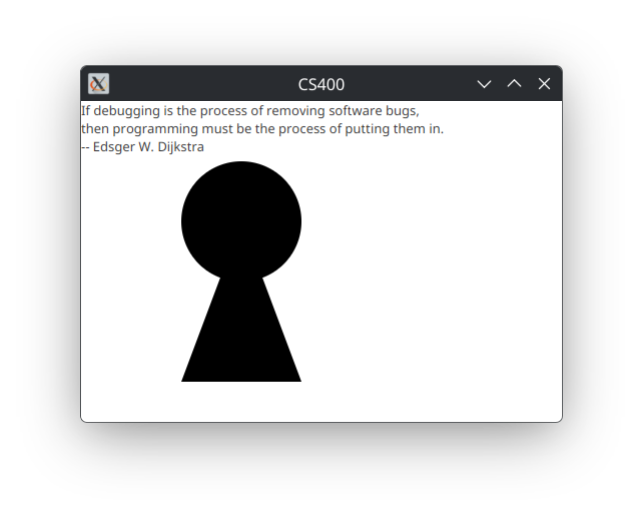 CS400
If debugging is the process of removing software bugs,
then programming must be the process of putting them in.
-- Edsger W. Dijkstra